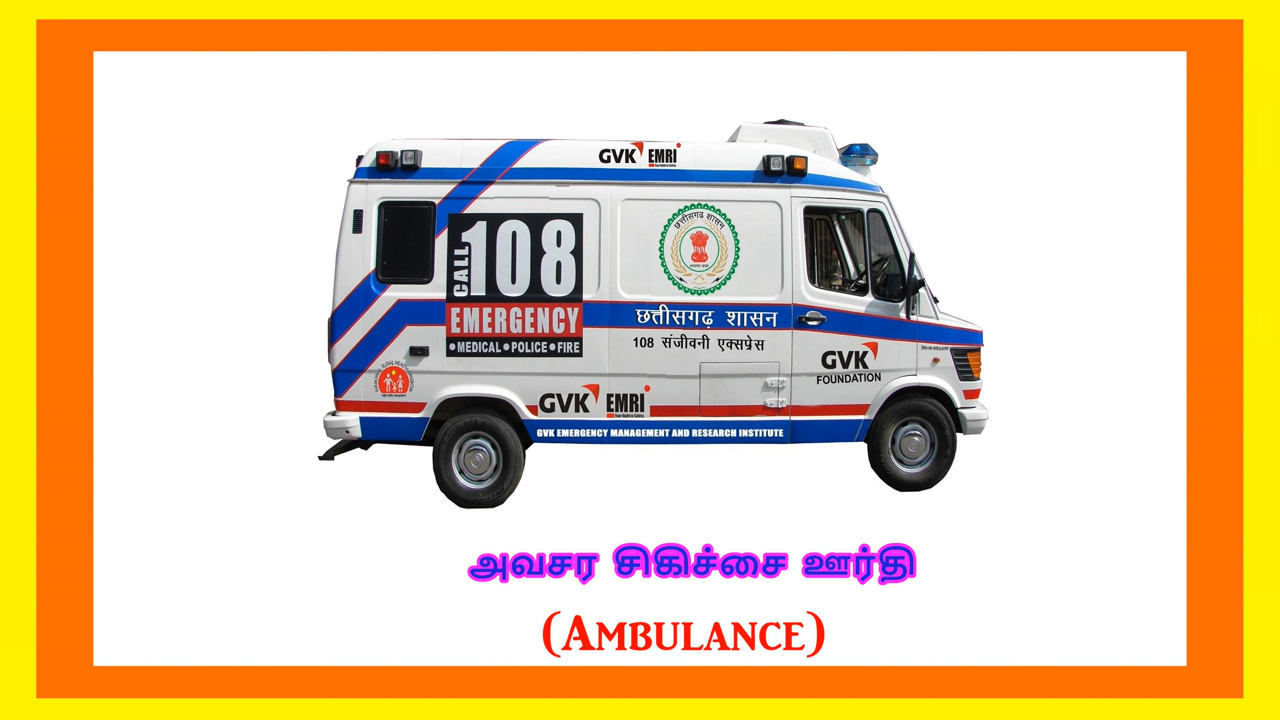 GVK EMRI
छत्तीसगढ़ शासन
CALL 108
EMERGENCY
•MEDICAL •POLICE •FIRE
छत्तीसगढ़ शासन
108 संजीवनी एक्सप्रेस
GVK
FOUNDATION
GVK EMRI
GVK EMERGENCY MANAGEMENT AND RESEARCH INSTITUTE
அவசர சிகிச்சை ஊர்தி
(AMBULANCE)